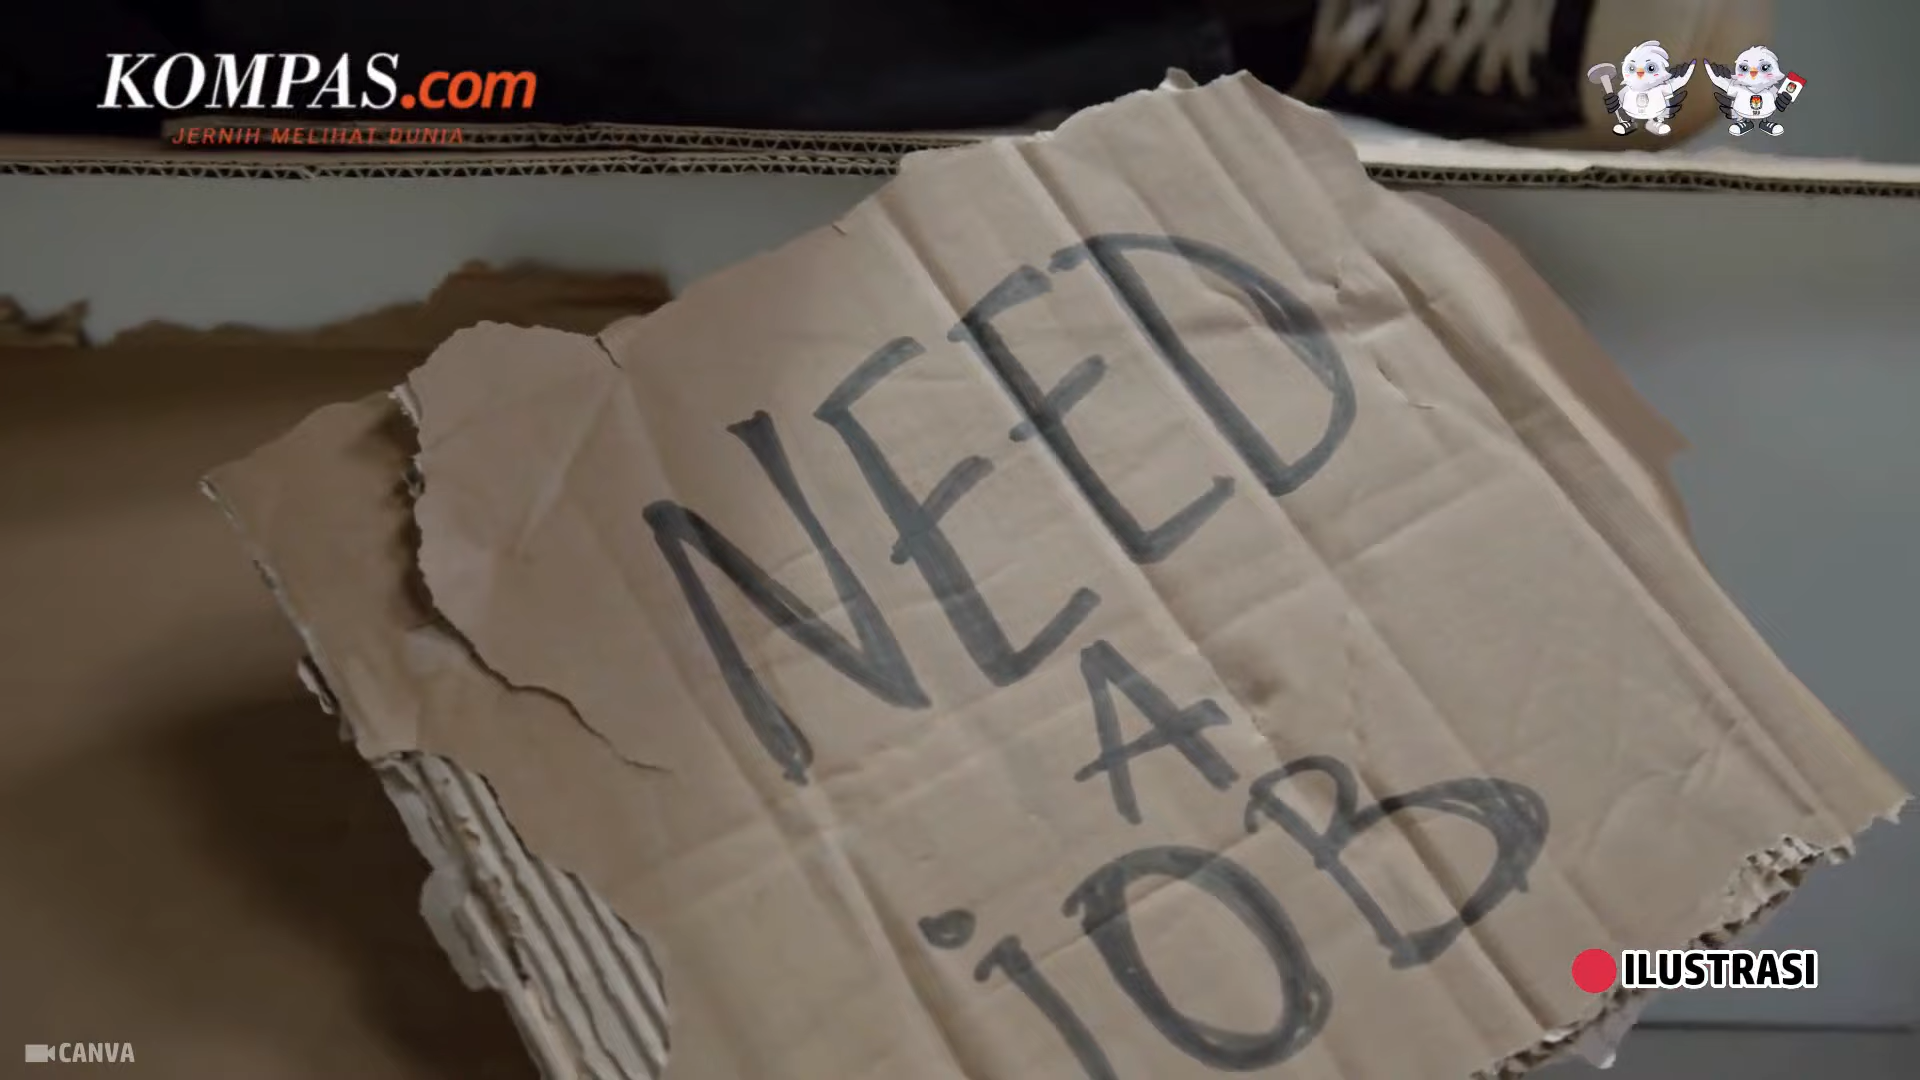 KOMPAS.com
JERNIH MELIHAT DUNIA
NEED
A
jOB
ILUSTRASI
CANVA